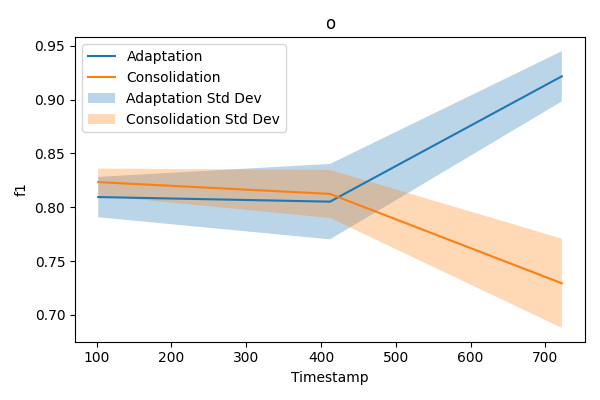 o
0.95
0.90
0.85
0.80
0.75
0.70
f1
Adaptation
Consolidation
Adaptation Std Dev
Consolidation Std Dev
100 200 300 400 500 600 700
Timestamp